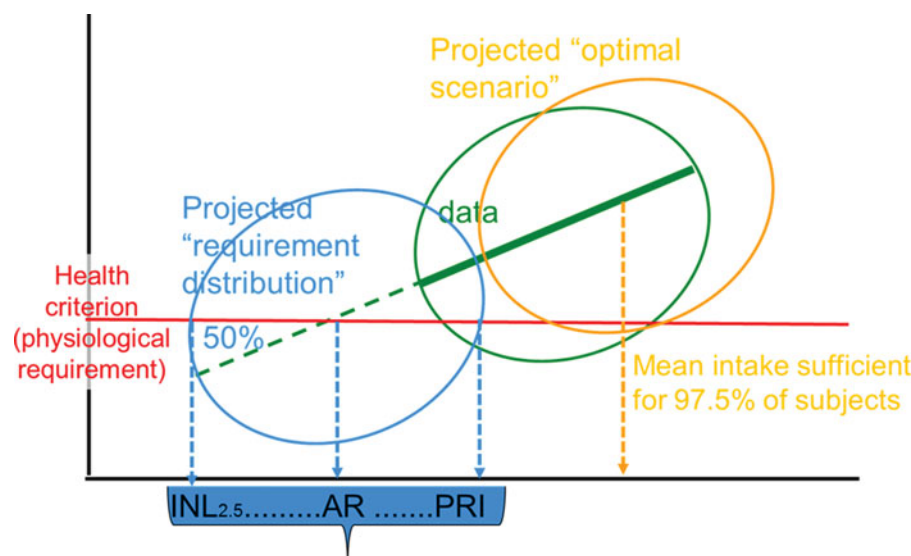 Projected “optimal
scenario”
Projected
“requirement
distribution”
data
Health
criterion
(physiological
requirement)
50%
Mean intake sufficient
for 97.5% of subjects
INL2.5.........AR .......PRI